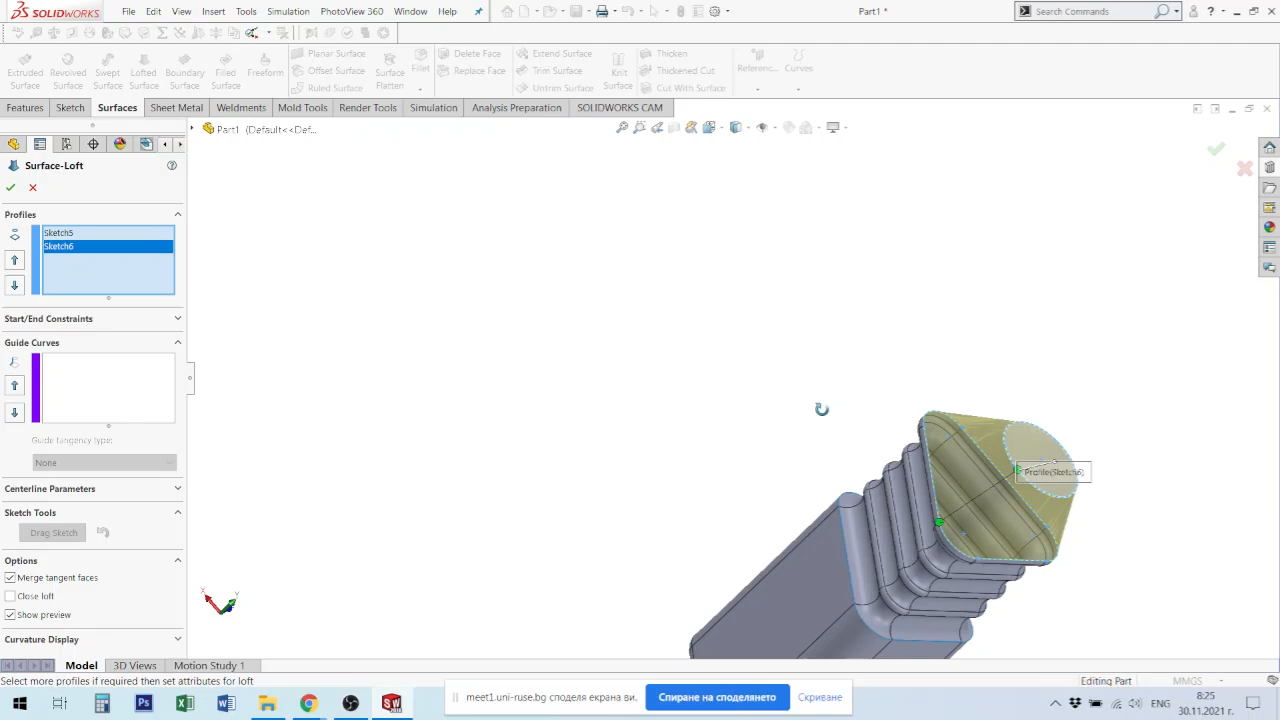 SOLIDWORKS File Edit View Insert Tools Simulation PhotoView 360 Window Help Part1 * Search Commands
Planar Surface Delete Face Extend Surface Thicken
Extruded Surface Revolved Surface Swept Surface Lofted Surface Boundary Surface Filled Surface Freeform Offset Surface Surface Flatten Fillet Replace Face Trim Surface Knit Surface Thickened Cut Referenc... Curves
Ruled Surface Untrim Surface Cut With Surface
Features Sketch Surfaces Sheet Metal Weldments Mold Tools Render Tools Simulation Analysis Preparation SOLIDWORKS CAM
Part1 (Default<<Def...
Surface-Loft
Profiles
Sketch5
Sketch6
Start/End Constraints
Guide Curves
Guide tangency type:
None
Profile(Sketch6)
Centerline Parameters
Sketch Tools
Drag Sketch
Options
Merge tangent faces
Close loft
Show preview
Curvature Display
X Y
Model 3D Views Motion Study 1
Select more profiles if required then set attributes for loft Editing Part MMGS
meet1.uni-ruse.bg споделя екрана ви. Спиране на споделянето Скриване
ЕНГ 8:25
30.11.2021 г.